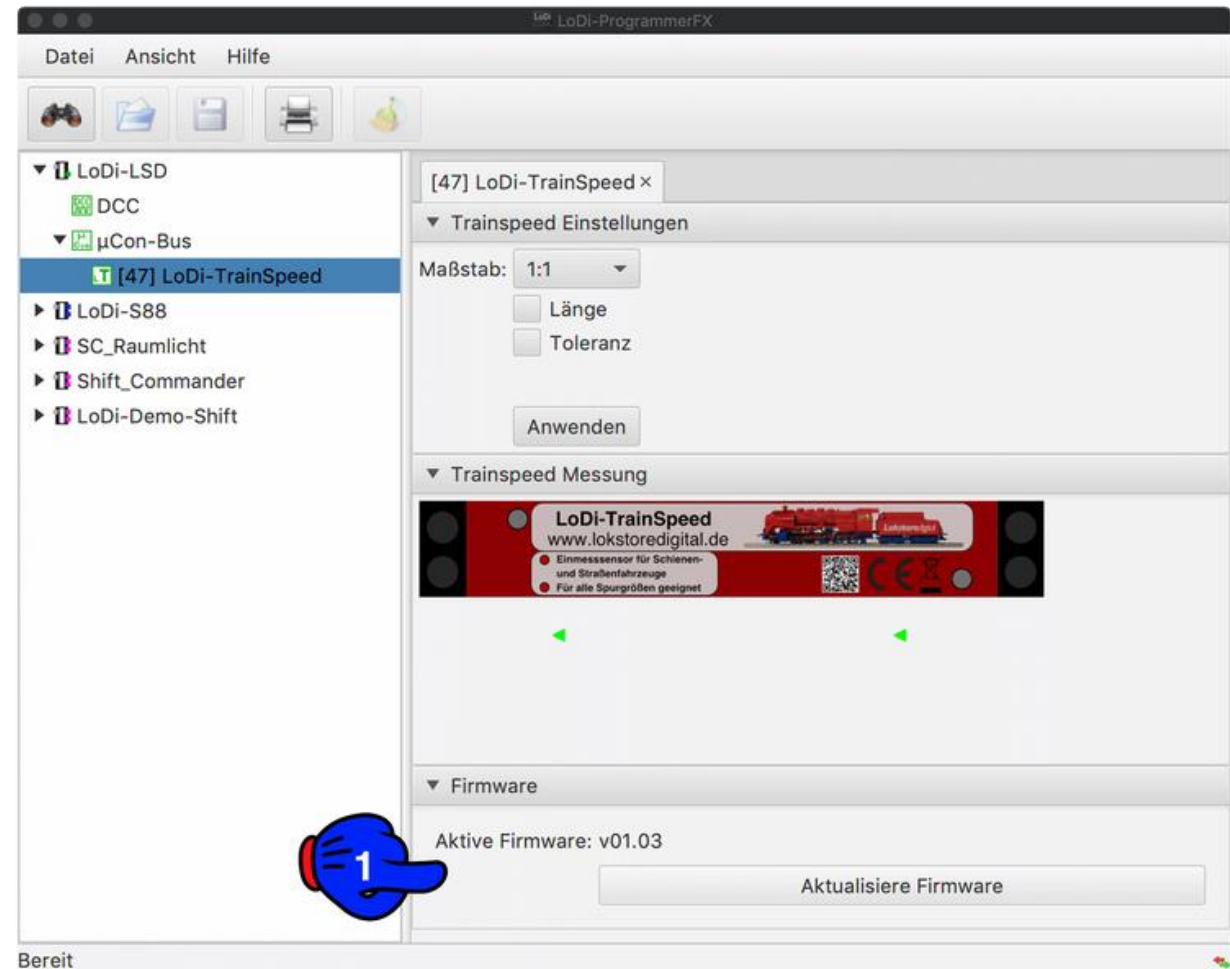 LoDi-ProgrammerFX
Datei Ansicht Hilfe
LoDi-LSD
DCC
µCon-Bus
[47] LoDi-TrainSpeed
LoDi-S88
SC_Raumlicht
Shift_Commander
LoDi-Demo-Shift
[47] LoDi-TrainSpeed ×
Trainspeed Einstellungen
Maßstab: 1:1
Länge
Toleranz
Anwenden
Trainspeed Messung
LoDi-TrainSpeed
www.lokstoredigital.de
Einmesssensor für Schienen-
und Straßenfahrzeuge
Für alle Spurgrößen geeignet
CE
Firmware
Aktive Firmware: v01.03
1
Aktualisiere Firmware
Bereit